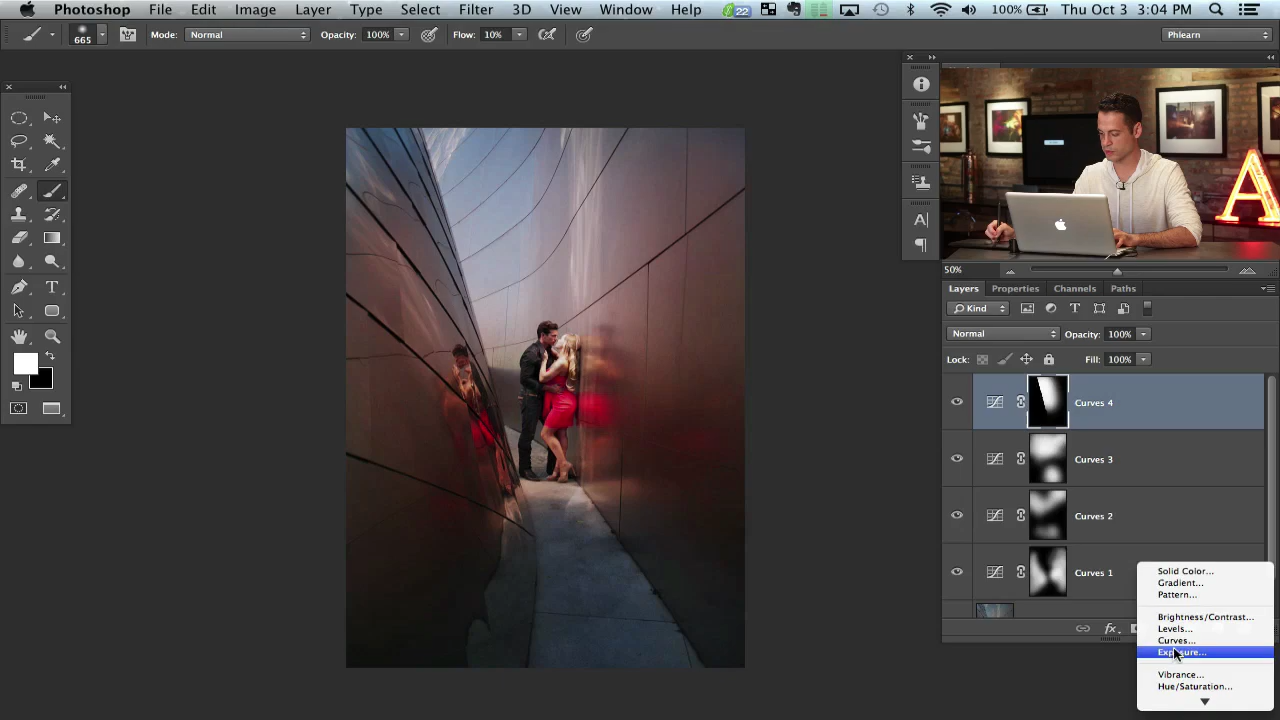 Photoshop File Edit Image Layer Type Select Filter 3D View Window Help 22 100% Thu Oct 3 3:04 PM
665 Mode: Normal Opacity: 100% Flow: 10% Phlearn
A
50%
Layers Properties Channels Paths
Kind
Normal Opacity: 100%
Lock: Fill: 100%
Curves 4
Curves 3
Curves 2
Curves 1
fx
Solid Color...
Gradient...
Pattern...
Brightness/Contrast...
Levels...
Curves...
Exposure...
Vibrance...
Hue/Saturation...